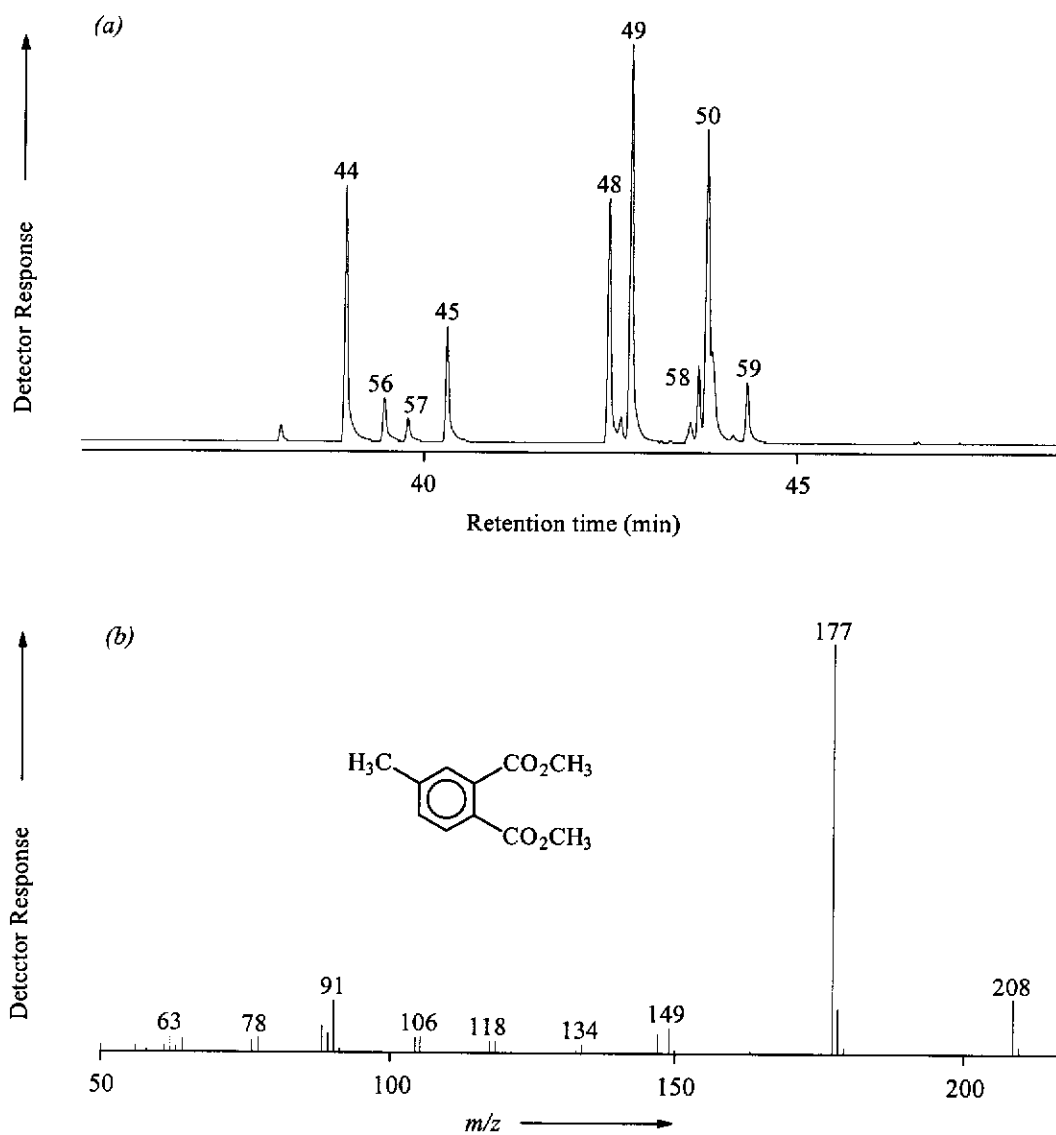 (a)
49
50
44
48
45
56
57
58
59
Detector Response
40
45
Retention time (min)
(b)
177
H₃C
CO₂CH₃
CO₂CH₃
91
63
78
106
118
134
149
208
Detector Response
50
100
150
200
m/z